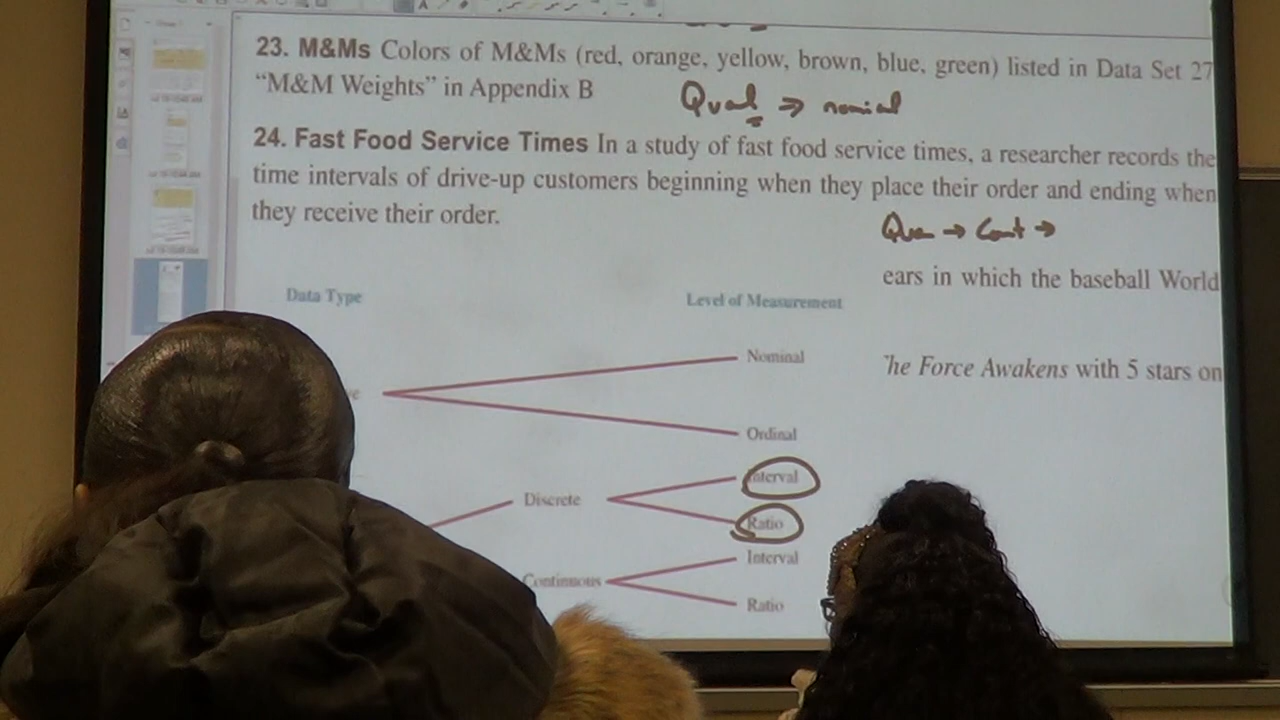 23. M&Ms Colors of M&Ms (red, orange, yellow, brown, blue, green) listed in Data Set 27
“M&M Weights” in Appendix B
Qual → nominal
24. Fast Food Service Times In a study of fast food service times, a researcher records the
time intervals of drive-up customers beginning when they place their order and ending when
they receive their order.
Quan → Cont →
ears in which the baseball World
Data Type
Level of Measurement
Nominal
he Force Awakens with 5 stars on
e
Ordinal
Interval
Discrete
Ratio
Interval
Continuous
Ratio